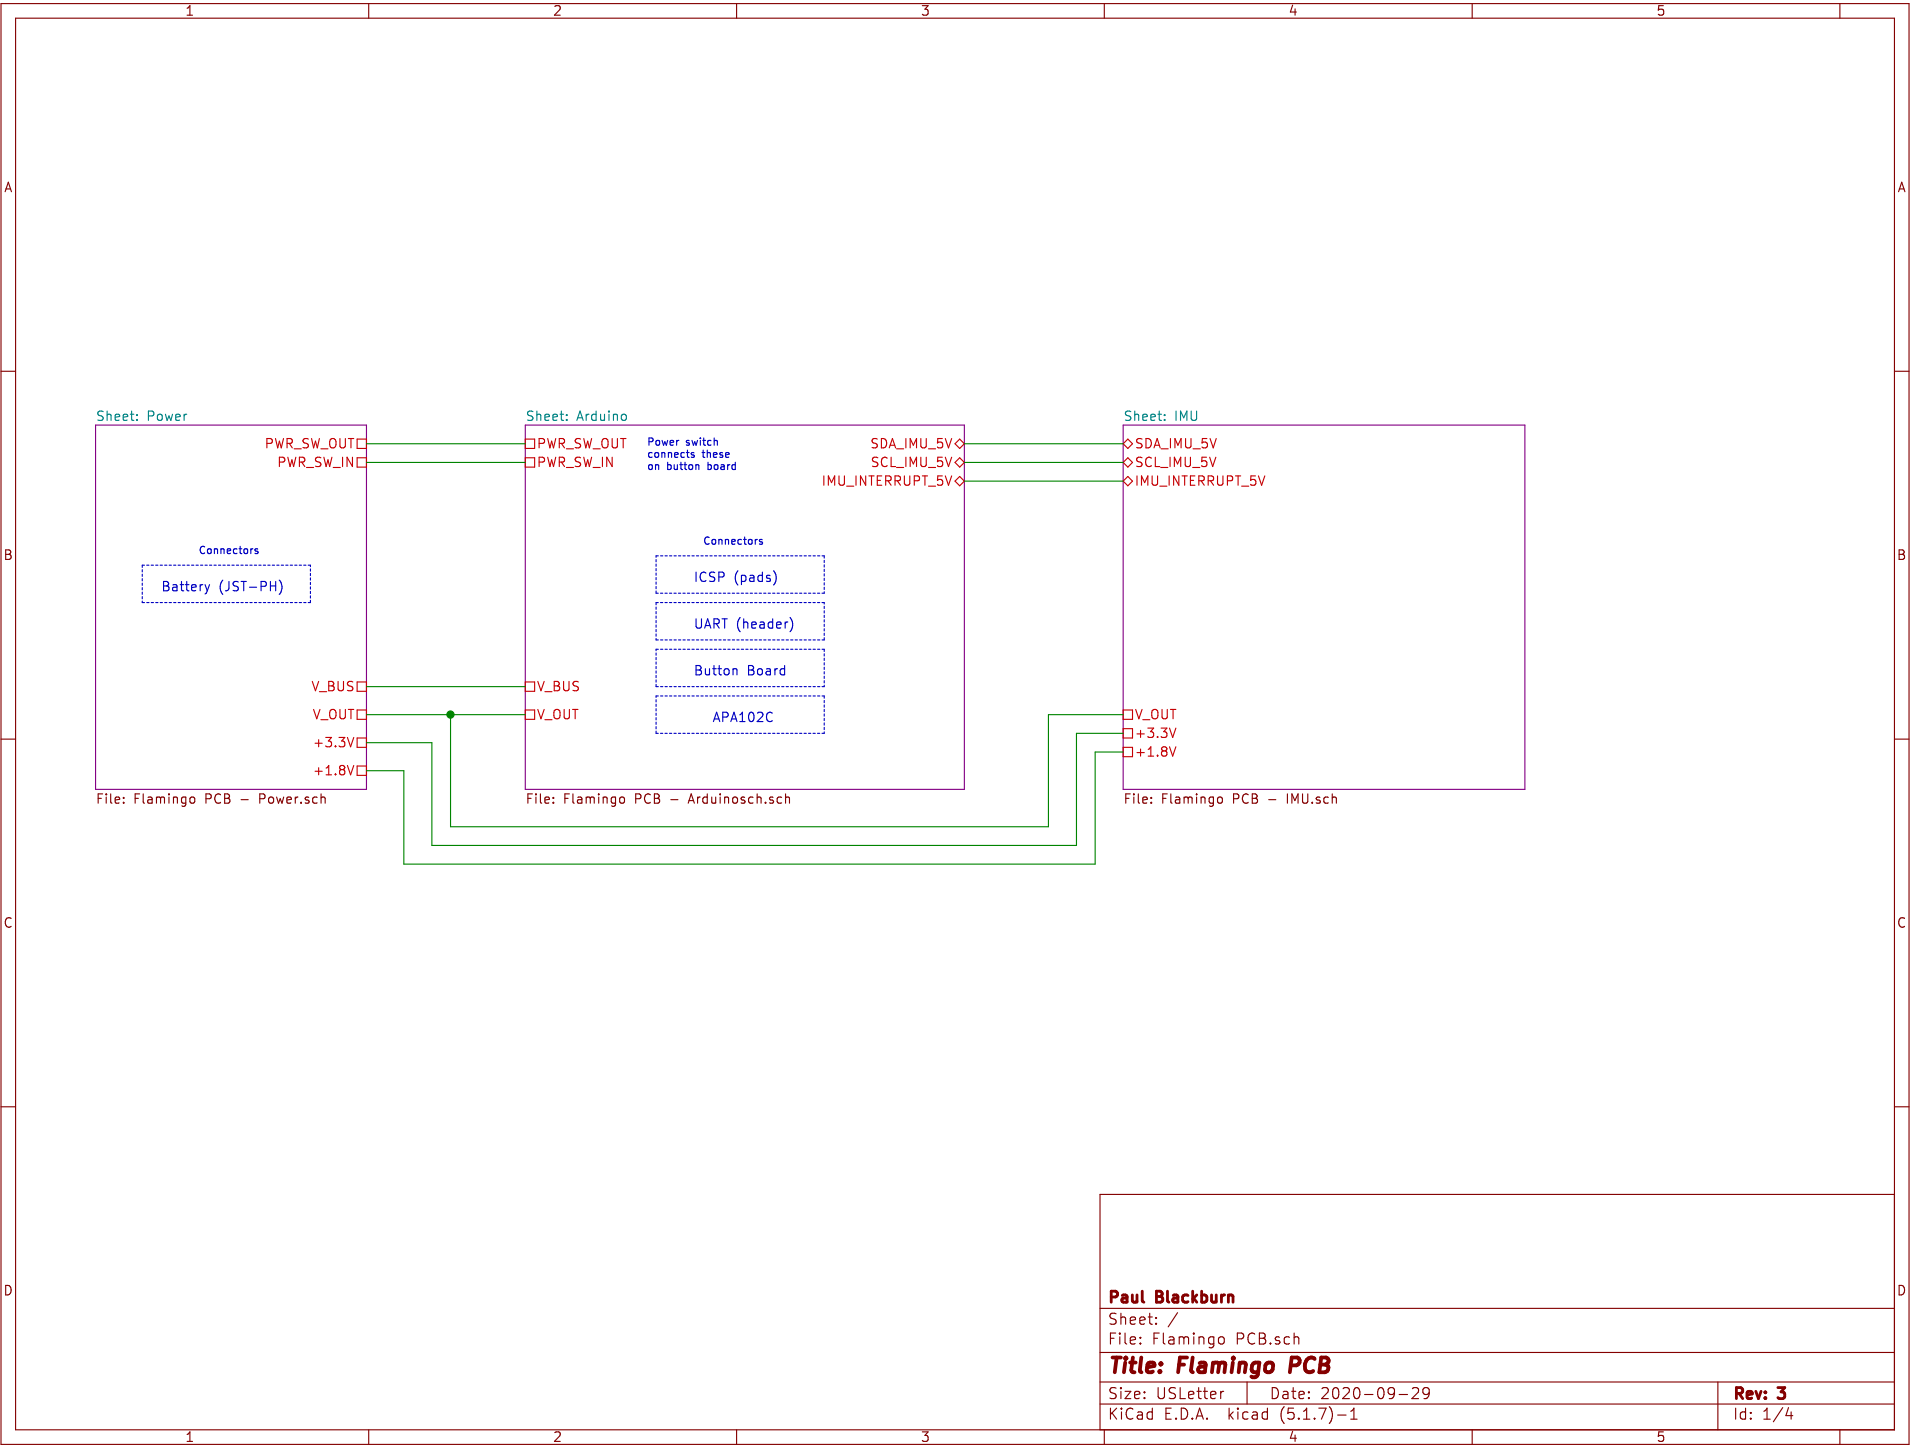 1 2 3 4 5
A A
Sheet: Power
PWR_SW_OUT
PWR_SW_IN
Connectors
Battery (JST-PH)
V_BUS
V_OUT
+3.3V
+1.8V
File: Flamingo PCB - Power.sch
Sheet: Arduino
PWR_SW_OUT
PWR_SW_IN
Power switch
connects these
on button board
SDA_IMU_5V
SCL_IMU_5V
IMU_INTERRUPT_5V
Connectors
ICSP (pads)
UART (header)
Button Board
APA102C
V_BUS
V_OUT
File: Flamingo PCB - Arduinosch.sch
Sheet: IMU
SDA_IMU_5V
SCL_IMU_5V
IMU_INTERRUPT_5V
V_OUT
+3.3V
+1.8V
File: Flamingo PCB - IMU.sch
B B
C C
D D
Paul Blackburn
Sheet: /
File: Flamingo PCB.sch
Title: Flamingo PCB
Size: USLetter Date: 2020-09-29 Rev: 3
KiCad E.D.A. kicad (5.1.7)-1 Id: 1/4
1 2 3 4 5